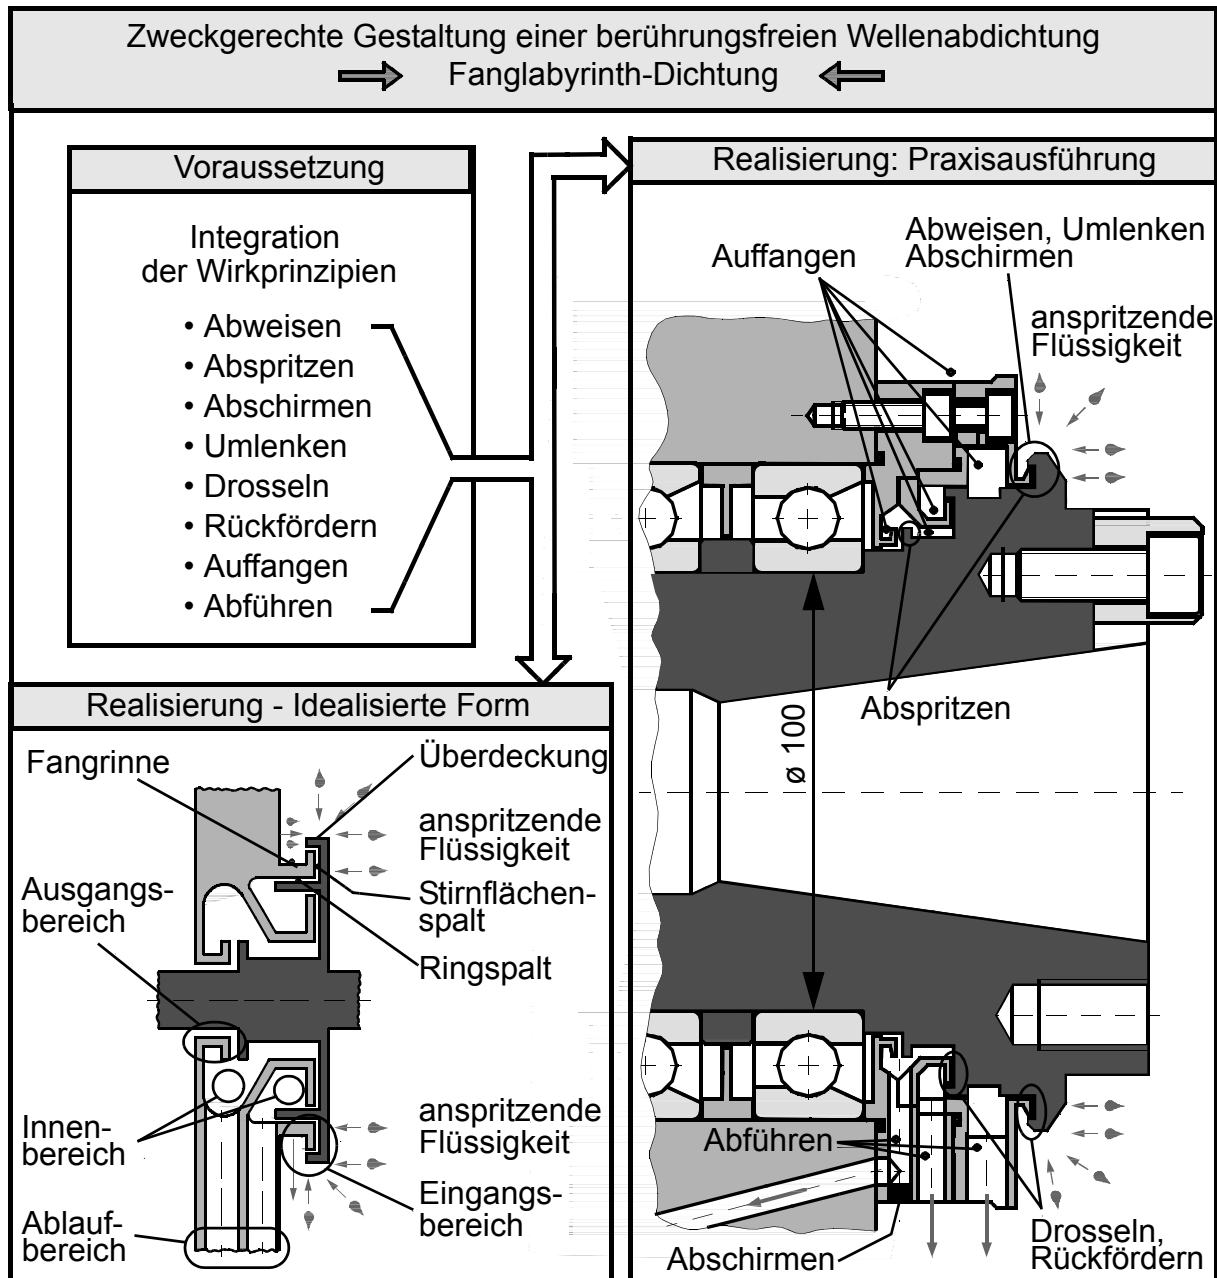 Zweckgerechte Gestaltung einer berührungsfreien Wellenabdichtung
Fanglabyrinth-Dichtung
Voraussetzung
Integration
der Wirkprinzipien
• Abweisen
• Abspritzen
• Abschirmen
• Umlenken
• Drosseln
• Rückfördern
• Auffangen
• Abführen
Realisierung: Praxisausführung
Auffangen
Abweisen, Umlenken
Abschirmen
anspritzende
Flüssigkeit
Abspritzen
ø 100
Abführen
Abschirmen
Drosseln,
Rückfördern
Realisierung - Idealisierte Form
Fangrinne
Überdeckung
anspritzende
Flüssigkeit
Ausgangs-
bereich
Stirnflächen-
spalt
Ringspalt
Innen-
bereich
anspritzende
Flüssigkeit
Eingangs-
bereich
Ablauf-
bereich